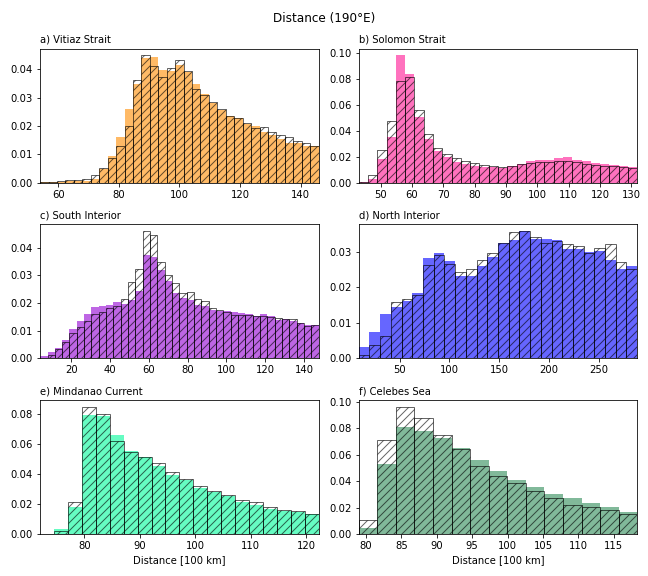 Distance (190°E)
a) Vitiaz Strait
b) Solomon Strait
0.04
0.03
0.02
0.01
0.00
60 80 100 120 140
0.10
0.08
0.06
0.04
0.02
0.00
50 60 70 80 90 100 110 120 130
c) South Interior
d) North Interior
0.04
0.03
0.02
0.01
0.00
20 40 60 80 100 120 140
0.03
0.02
0.01
0.00
50 100 150 200 250
e) Mindanao Current
f) Celebes Sea
0.08
0.06
0.04
0.02
0.00
80 90 100 110 120
Distance [100 km]
0.10
0.08
0.06
0.04
0.02
0.00
80 85 90 95 100 105 110 115
Distance [100 km]